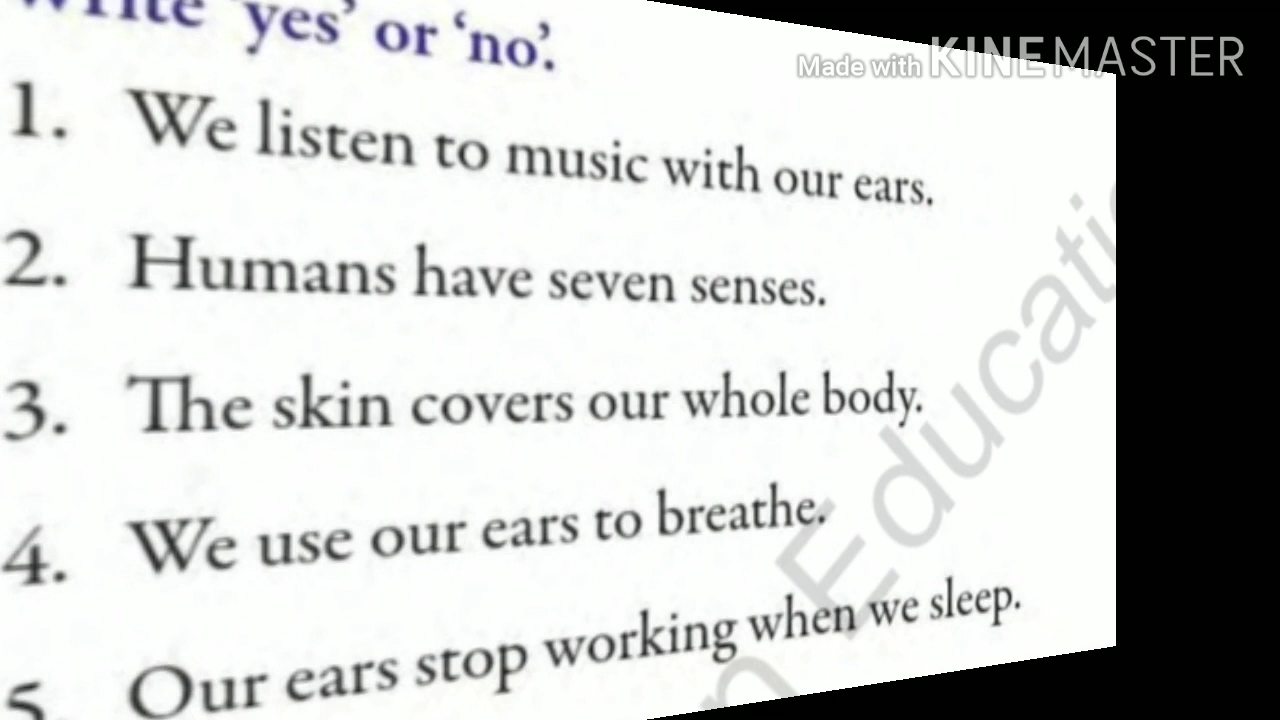 Write 'yes' or 'no'.
Made with KINEMASTER
1. We listen to music with our ears.
2. Humans have seven senses.
3. The skin covers our whole body.
4. We use our ears to breathe.
5. Our ears stop working when we sleep.
n Educatio